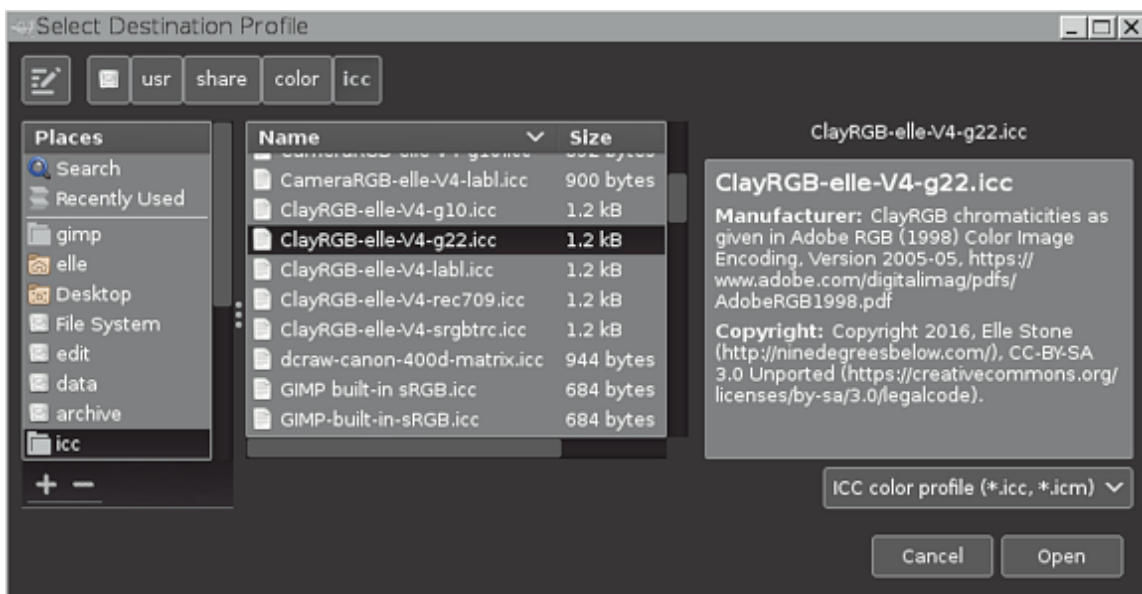 Select Destination Profile
usr share color icc
Places
Search
Recently Used
gimp
elle
Desktop
File System
edit
data
archive
icc
Name Size
CameraRGB-elle-V4-labl.icc 900 bytes
ClayRGB-elle-V4-g10.icc 1.2 kB
ClayRGB-elle-V4-g22.icc 1.2 kB
ClayRGB-elle-V4-labl.icc 1.2 kB
ClayRGB-elle-V4-rec709.icc 1.2 kB
ClayRGB-elle-V4-srgbtrc.icc 1.2 kB
dcraw-canon-400d-matrix.icc 944 bytes
GIMP built-in sRGB.icc 684 bytes
GIMP-built-in-sRGB.icc 684 bytes
ClayRGB-elle-V4-g22.icc
ClayRGB-elle-V4-g22.icc
Manufacturer: ClayRGB chromaticities as
given in Adobe RGB (1998) Color Image
Encoding, Version 2005-05, https://
www.adobe.com/digitalimag/pdfs/
AdobeRGB1998.pdf
Copyright: Copyright 2016, Elle Stone
(http://ninedegreesbelow.com/), CC-BY-SA
3.0 Unported (https://creativecommons.org/
licenses/by-sa/3.0/legalcode).
ICC color profile (*.icc, *.icm)
Cancel Open